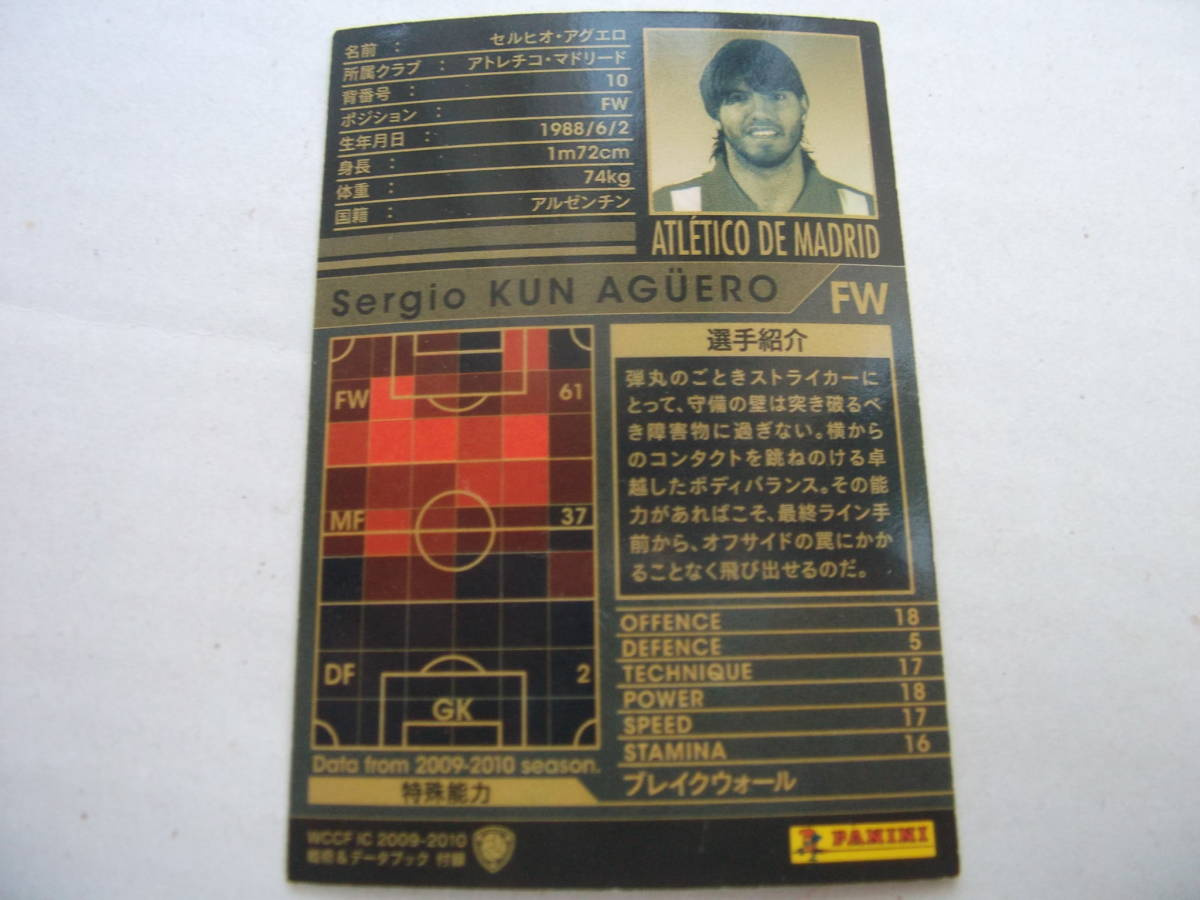 名前 : セルヒオ・アグエロ
所属クラブ : アトレチコ・マドリード
背番号 : 10
ポジション : FW
生年月日 : 1988/6/2
身長 : 1m72cm
体重 : 74kg
国籍 : アルゼンチン
ATLÉTICO DE MADRID
Sergio KUN AGÜERO
FW
FW 61
MF 37
DF 2
GK
Data from 2009-2010 season.
選手紹介
弾丸のごときストライカーに
とって、守備の壁は突き破るべ
き障害物に過ぎない。横から
のコンタクトを跳ねのける卓
越したボディバランス。その能
力があればこそ、最終ライン手
前から、オフサイドの罠にかか
ることなく飛び出せるのだ。
OFFENCE 18
DEFENCE 5
TECHNIQUE 17
POWER 18
SPEED 17
STAMINA 16
特殊能力
ブレイクウォール
WCCF IC 2009-2010
戦術&データブック 付録
PANINI